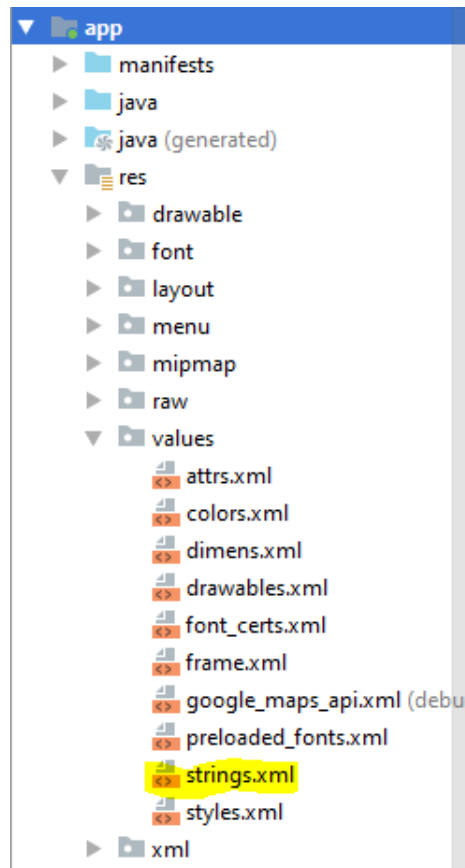 app
manifests
java
java (generated)
res
drawable
font
layout
menu
mipmap
raw
values
attrs.xml
colors.xml
dimens.xml
drawables.xml
font_certs.xml
frame.xml
google_maps_api.xml (debu
preloaded_fonts.xml
strings.xml
styles.xml
xml